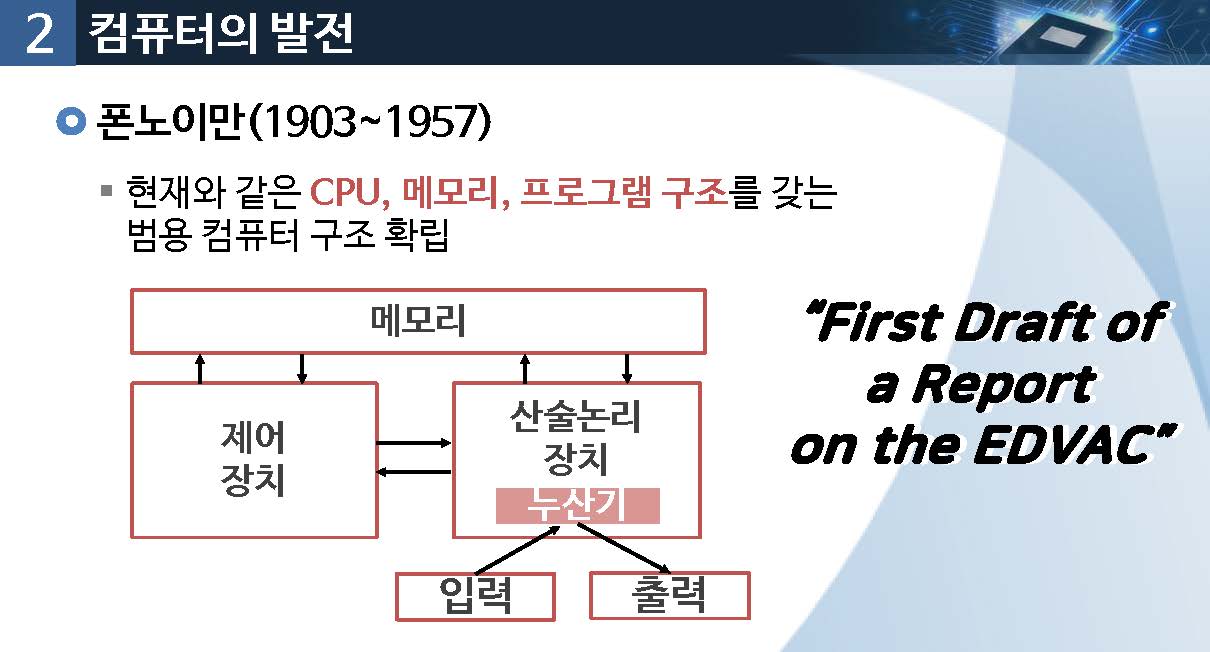 2 컴퓨터의 발전
폰노이만(1903~1957)
현재와 같은 CPU, 메모리, 프로그램 구조를 갖는
범용 컴퓨터 구조 확립
메모리
제어
장치
산술논리
장치
누산기
입력
출력
“First Draft of
a Report
on the EDVAC”